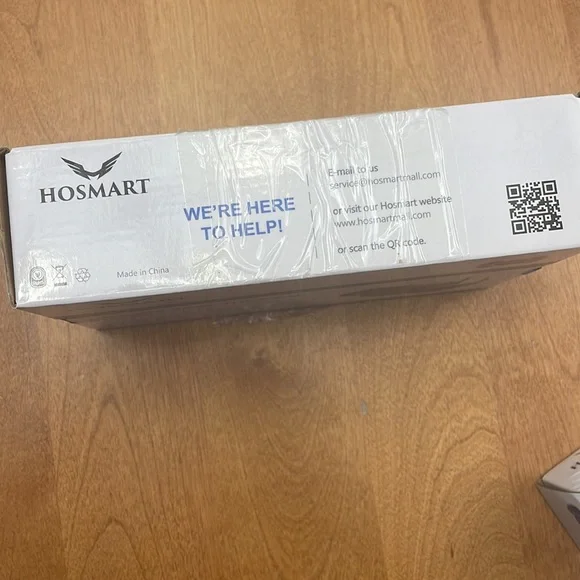 HOSMART
Made in China
WE'RE HERE
TO HELP!
E-mail to us
service@hosmartmall.com
or visit our Hosmart website
www.hosmartmall.com
or scan the QR code.